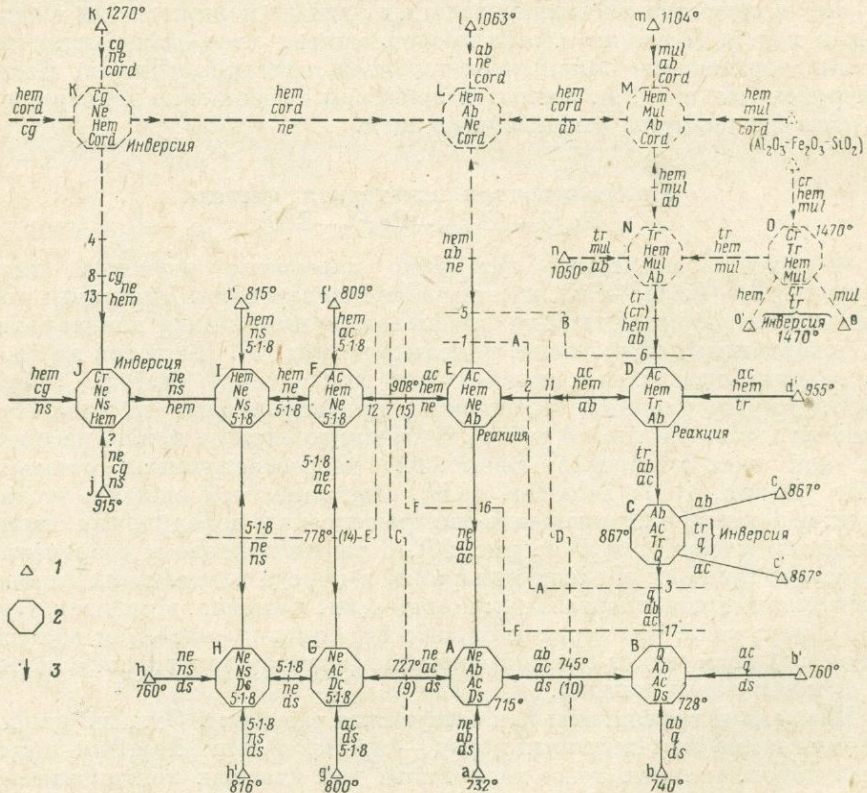 k 1270°
l 1063°
m 1104°
cg
ne
cord
ab
ne
cord
mul
ab
cord
K
Cg
Ne
Hem
Cord
L
Hem
Ab
Ne
Cord
M
Hem
Mul
Ab
Cord
hem
cord
cg
hem
cord
ne
hem
cord
ab
hem
mul
cord
Инверсия
(Al₂O₃-Fe₂O₃-SiO₂)
hem
mul
ab
cr
hem
mul
4
8
13
cg
ne
hem
hem
ab
ne
n
1050°
tr
mul
ab
N
Tr
Hem
Mul
Ab
tr
hem
mul
O
1470°
Cr
Tr
Hem
Mul
hem
cr
tr
mul
o'
Инверсия
1470°
ı' 815°
f' 809°
hem
ns
5·1·8
hem
ac
5·1·8
5
1
A
B
tr
(cr)
hem
ab
6
J
Инверсия
Cr
Ne
Ns
Hem
hem
cg
ns
ne
ns
hem
I
Hem
Ne
Ns
5·1·8
hem
ne
5·1·8
F
Ac
Hem
Ne
5·1·8
12
7
908°
(15)
ac
hem
ne
E
Ac
Hem
Ne
Ab
Реакция
2
11
ac
hem
ab
D
Ac
Hem
Tr
Ab
Реакция
ac
hem
tr
d'
955°
?
ne
cg
ns
j
915°
5·1·8
ne
ac
tr
ab
ac
5·1·8
ne
ns
778°
(14)
E
C
F
16
ne
ab
ac
D
C
867°
Ab
Ac
Tr
Q
ab
tr
q
Инверсия
ac
c
867°
c'
867°
A
3
q
ab
ac
F
17
1
2
3
h
760°
ne
ns
ds
H
Ne
Ns
Ds
5·1·8
5·1·8
ne
ds
G
Ne
Ac
Dc
5·1·8
727°
(9)
ne
ac
ds
A
Ne
Ab
Ac
Ds
715°
ab
ac
ds
745°
(10)
B
Q
Ab
Ac
Ds
728°
ac
q
ds
b'
760°
5·1·8
ns
ds
ac
ds
5·1·8
ne
ab
ds
ab
q
ds
h'
816°
g'
800°
a
732°
b
740°